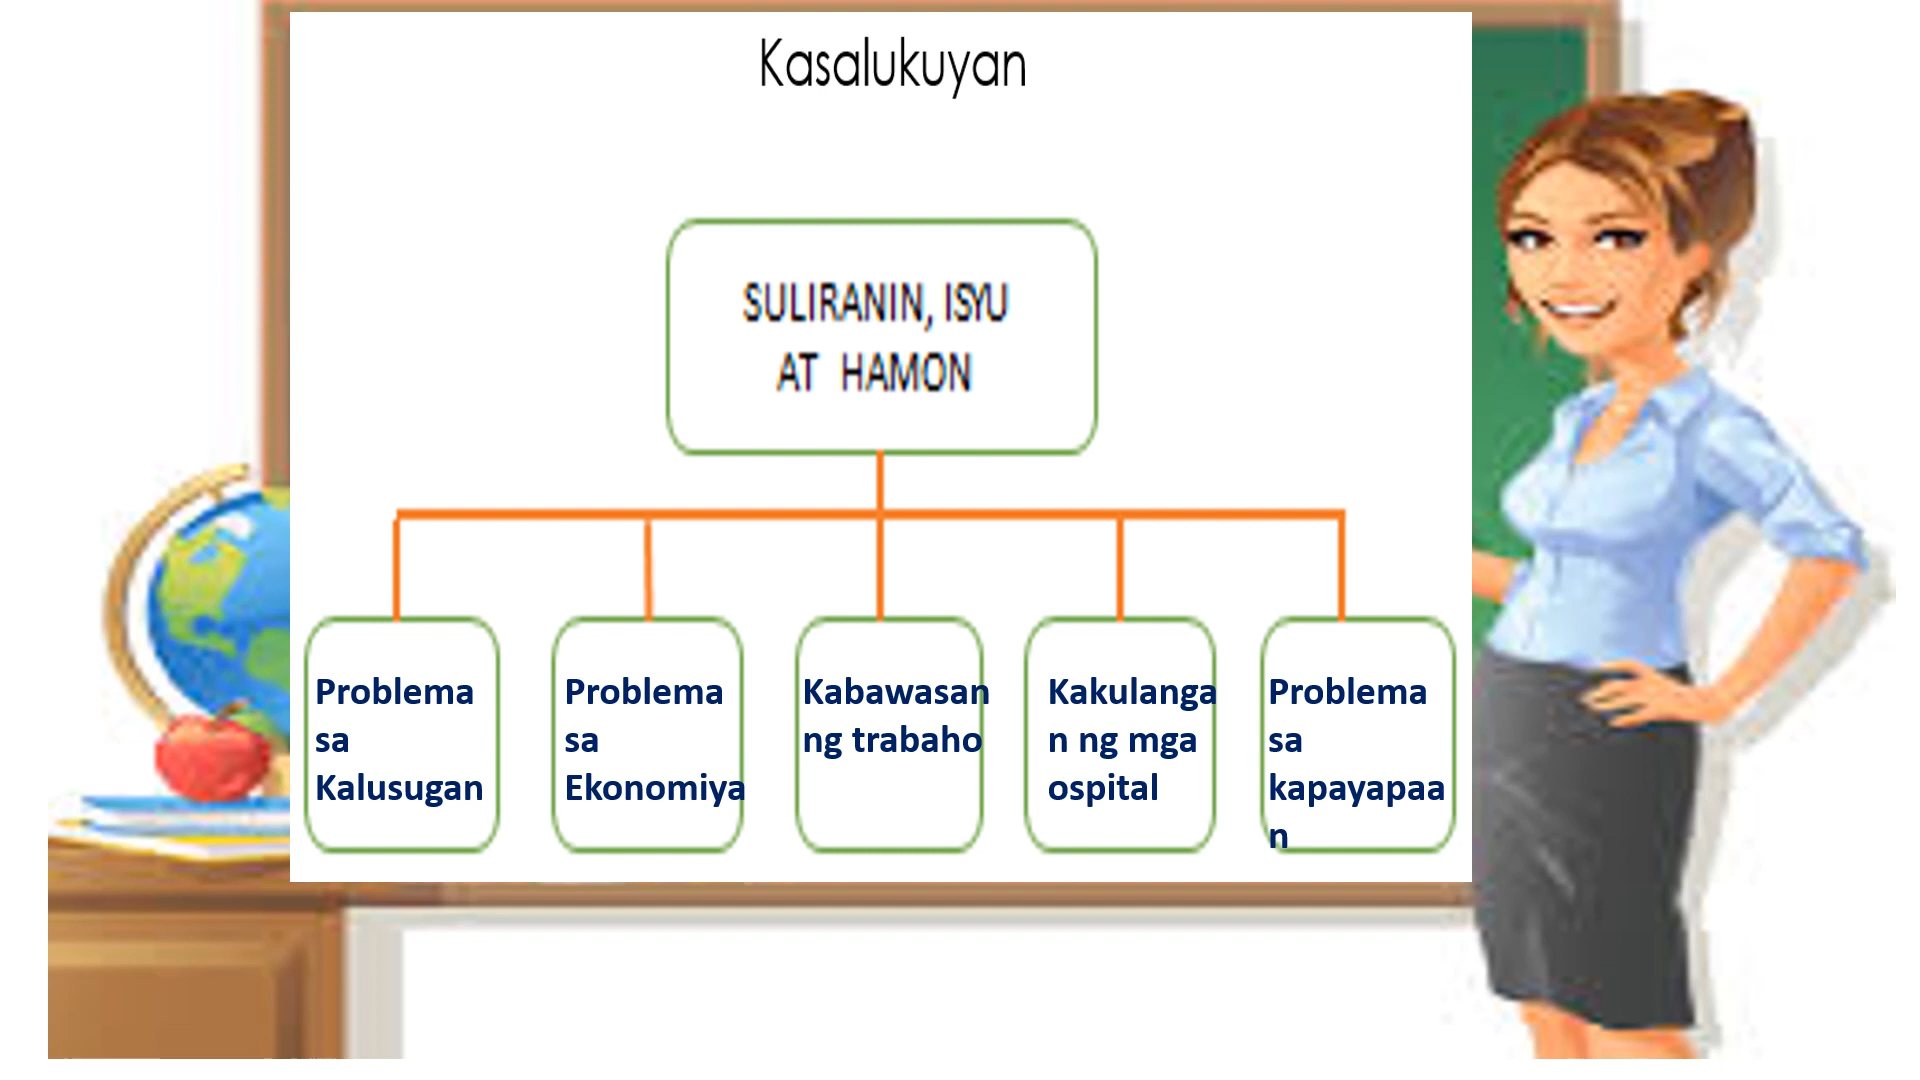 Kasalukuyan
SULIRANIN, ISYU
AT HAMON
Problema
sa
Kalusugan
Problema
sa
Ekonomiya
Kabawasan
ng trabaho
Kakulanga
n ng mga
ospital
Problema
sa
kapayapaa
n